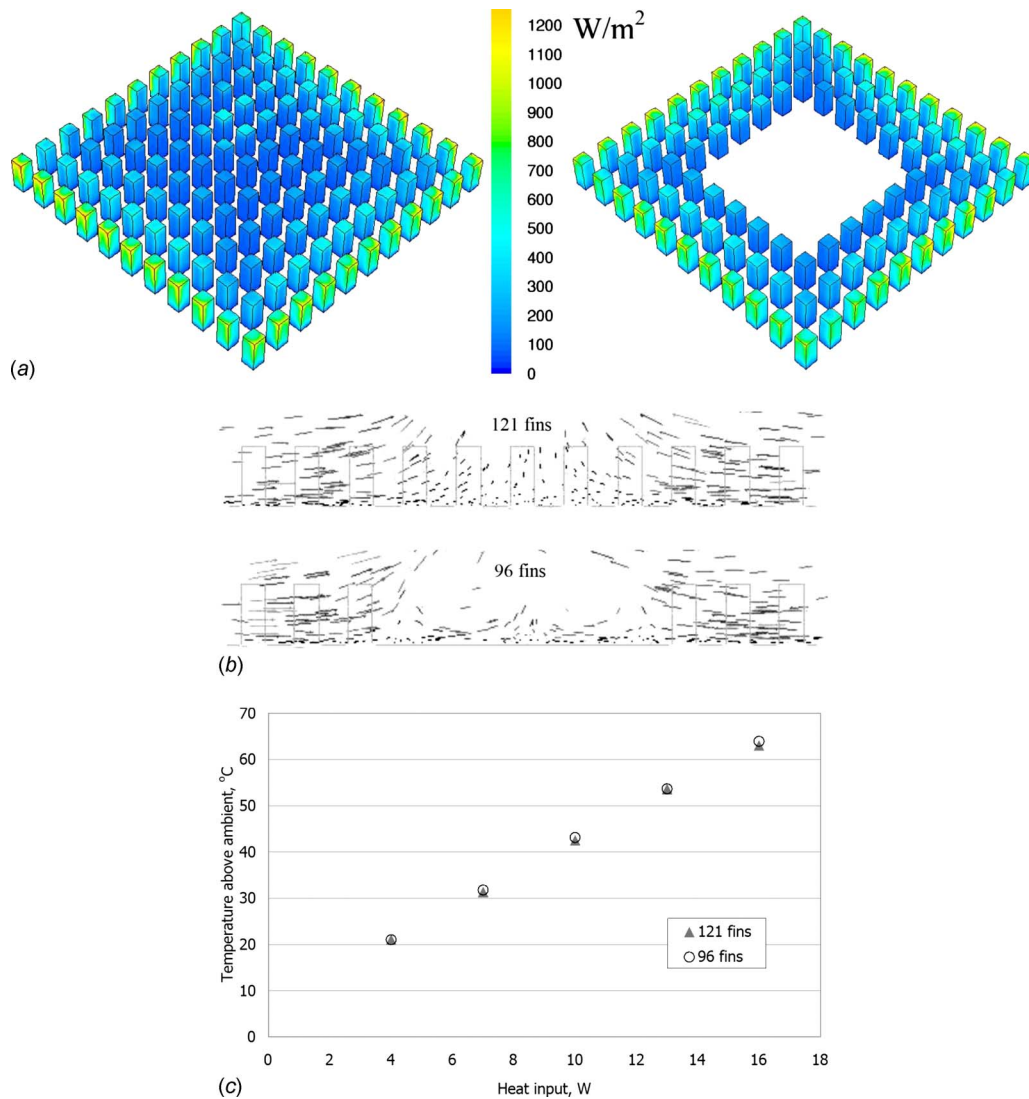 1200
1100
1000
900
800
700
600
500
400
300
200
100
0
W/m²
(a)
121 fins
96 fins
(b)
Temperature above ambient, °C
70
60
50
40
30
20
10
0
0 2 4 6 8 10 12 14 16 18
121 fins
96 fins
Heat input, W
(c)